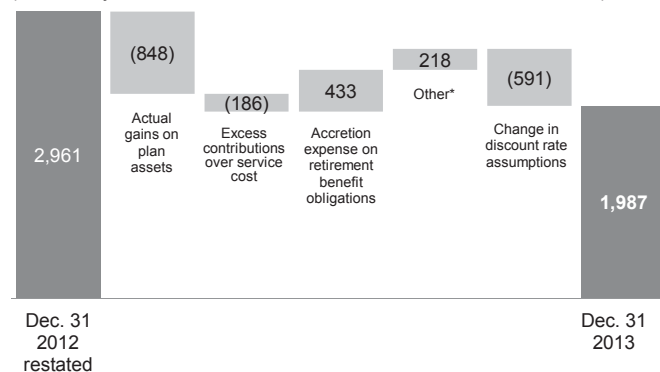 2,961
(848)
Actual
gains on
plan
assets
(186)
Excess
contributions
over service
cost
433
Accretion
expense on
retirement
benefit
obligations
218
Other*
(591)
Change in
discount rate
assumptions
1,987
Dec. 31
2012
restated
Dec. 31
2013